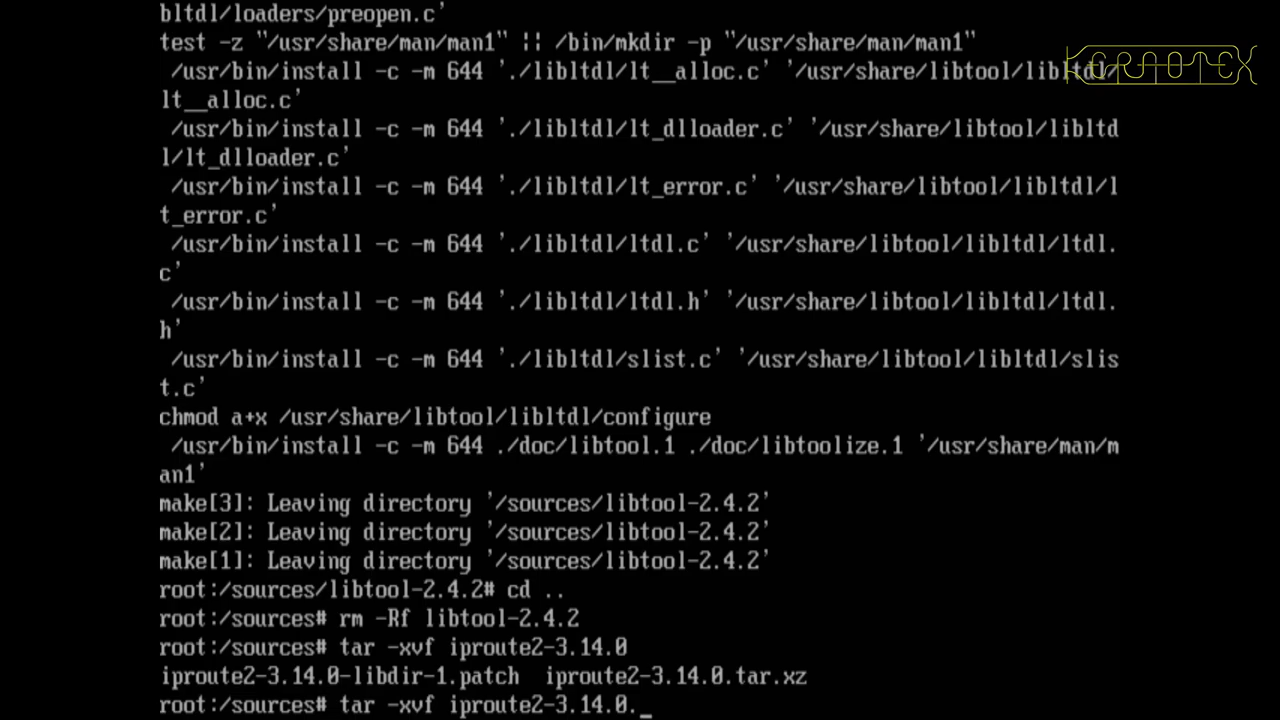 bltdl/loaders/preopen.c'
test -z "/usr/share/man/man1" || /bin/mkdir -p "/usr/share/man/man1"
 /usr/bin/install -c -m 644 './libltdl/lt__alloc.c' '/usr/share/libtool/libltdl/
lt__alloc.c'
 /usr/bin/install -c -m 644 './libltdl/lt_dlloader.c' '/usr/share/libtool/libltd
l/lt_dlloader.c'
 /usr/bin/install -c -m 644 './libltdl/lt_error.c' '/usr/share/libtool/libltdl/l
t_error.c'
 /usr/bin/install -c -m 644 './libltdl/ltdl.c' '/usr/share/libtool/libltdl/ltdl.
c'
 /usr/bin/install -c -m 644 './libltdl/ltdl.h' '/usr/share/libtool/libltdl/ltdl.
h'
 /usr/bin/install -c -m 644 './libltdl/slist.c' '/usr/share/libtool/libltdl/slis
t.c'
chmod a+x /usr/share/libtool/libltdl/configure
 /usr/bin/install -c -m 644 ./doc/libtool.1 ./doc/libtoolize.1 '/usr/share/man/m
an1'
make[3]: Leaving directory '/sources/libtool-2.4.2'
make[2]: Leaving directory '/sources/libtool-2.4.2'
make[1]: Leaving directory '/sources/libtool-2.4.2'
root:/sources/libtool-2.4.2# cd ..
root:/sources# rm -Rf libtool-2.4.2
root:/sources# tar -xvf iproute2-3.14.0
iproute2-3.14.0-libdir-1.patch  iproute2-3.14.0.tar.xz
root:/sources# tar -xvf iproute2-3.14.0._